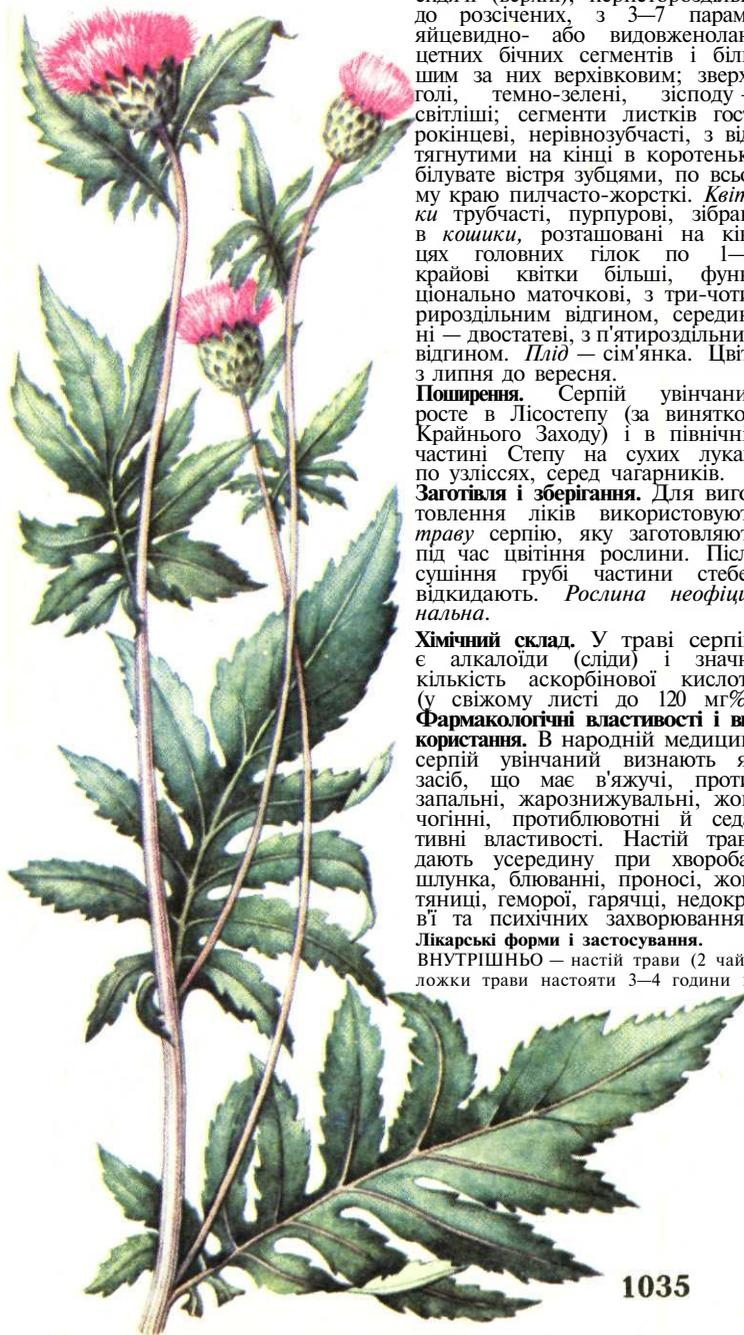 до розсічених, з 3—7 парам
яйцевидно- або видовженолан
цетних бічних сегментів і біль
шим за них верхівковим; зверх
голі, темно-зелені, зісподу -
світліші; сегменти листків гост
рокінцеві, нерівнозубчасті, з від
тягнутими на кінці в коротеньк
білувате вістря зубцями, по всьо
му краю пилчасто-жорсткі. Квіт
ки трубчасті, пурпурові, зібран
в кошики, розташовані на кін
цях головних гілок по 1—
крайові квітки більші, функ
ціонально маточкові, з три-чоти
рироздільним відгином, середин
ні — двостатеві, з п'ятироздільни
відгином. Плід — сім'янка. Цвіт
з липня до вересня.
Поширення. Серпій увінчани
росте в Лісостепу (за винятко
Крайнього Заходу) і в північні
частині Степу на сухих лука
по узліссях, серед чагарників.
Заготівля і зберігання. Для виго
товлення ліків використовуют
траву серпію, яку заготовляют
під час цвітіння рослини. Післ
сушіння грубі частини стебе
відкидають. Рослина неофіци
нальна.
Хімічний склад. У траві серпі
є алкалоїди (сліди) і значн
кількість аскорбінової кислот
(у свіжому листі до 120 мг%
Фармакологічні властивості і ви
користання. В народній медицин
серпій увінчаний визнають я
засіб, що має в'яжучі, проти
запальні, жарознижувальні, жов
чогінні, протиблювотні й седа
тивні властивості. Настій трав
дають усередину при хвороба
шлунка, блюванні, проносі, жов
тяниці, геморої, гарячці, недокр
в'ї та психічних захворювання
Лікарські форми і застосування.
ВНУТРІШНЬО — настій трави (2 чай
ложки трави настояти 3—4 години
1035